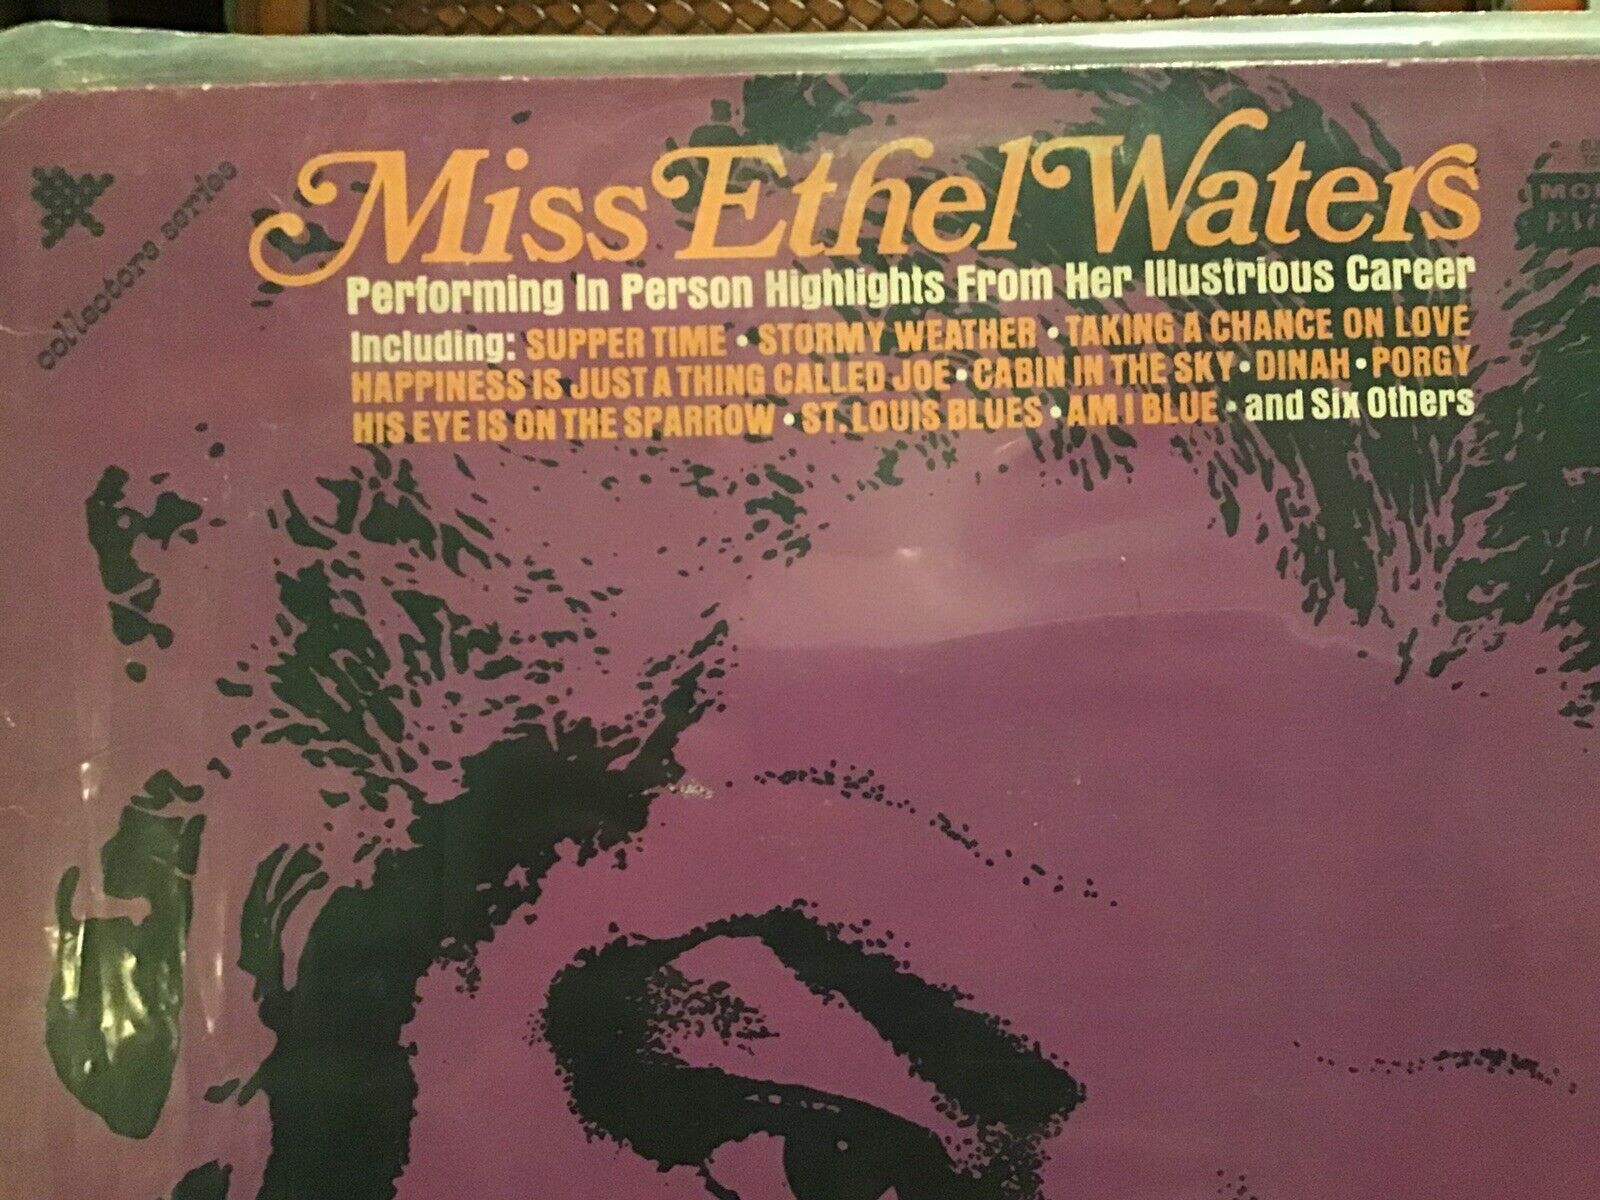 Miss Ethel Waters
Performing In Person Highlights From Her Illustrious Career
Including: SUPPER TIME • STORMY WEATHER • TAKING A CHANCE ON LOVE
HAPPINESS IS JUST A THING CALLED JOE • CABIN IN THE SKY • DINAH • PORGY
HIS EYE IS ON THE SPARROW • ST. LOUIS BLUES • AM I BLUE • and Six Others
collectors series